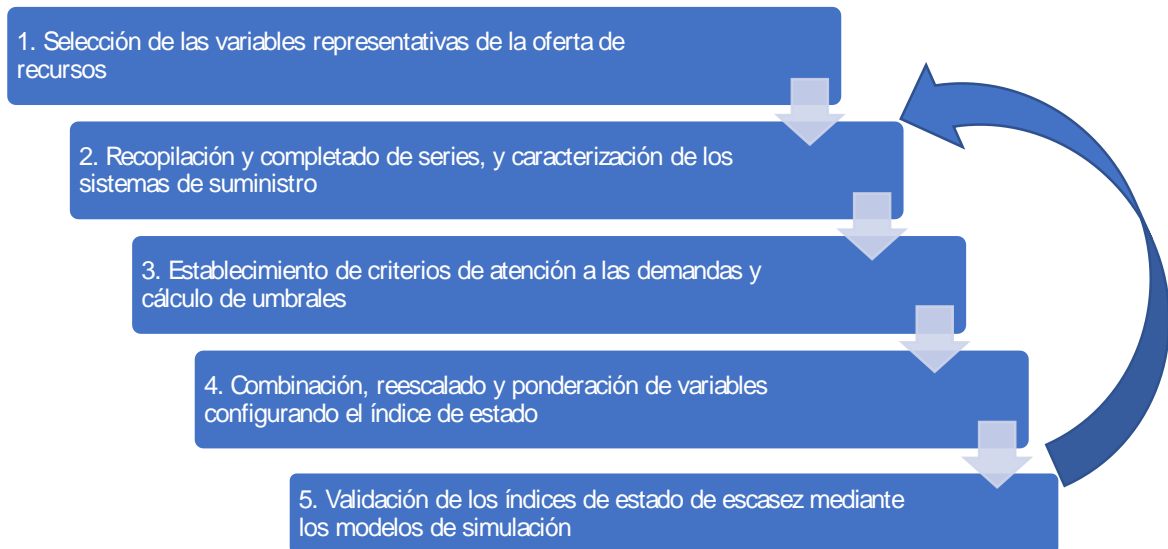 1. Selección de las variables representativas de la oferta de
recursos
2. Recopilación y completado de series, y caracterización de los
sistemas de suministro
3. Establecimiento de criterios de atención a las demandas y
cálculo de umbrales
4. Combinación, reescalado y ponderación de variables
configurando el índice de estado
5. Validación de los índices de estado de escasez mediante
los modelos de simulación